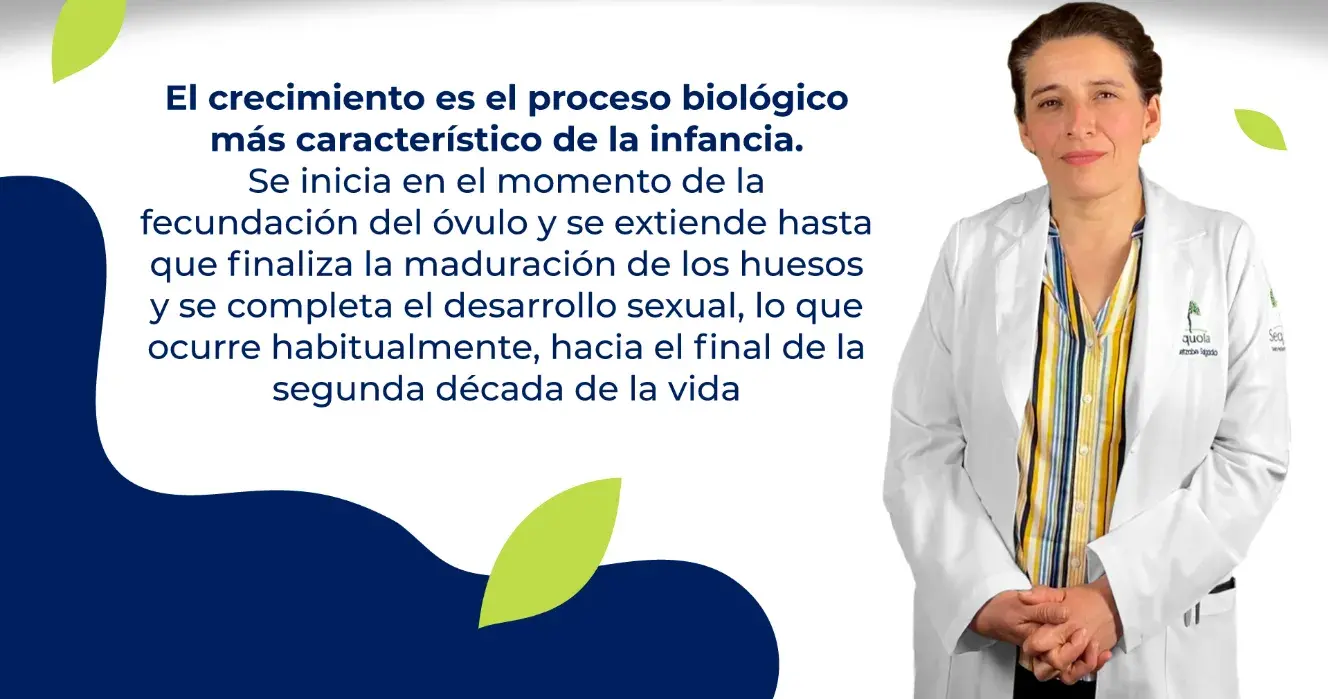 El crecimiento es el proceso biológico
más característico de la infancia.
Se inicia en el momento de la
fecundación del óvulo y se extiende hasta
que finaliza la maduración de los huesos
y se completa el desarrollo sexual, lo que
ocurre habitualmente, hacia el final de la
segunda década de la vida
quoia